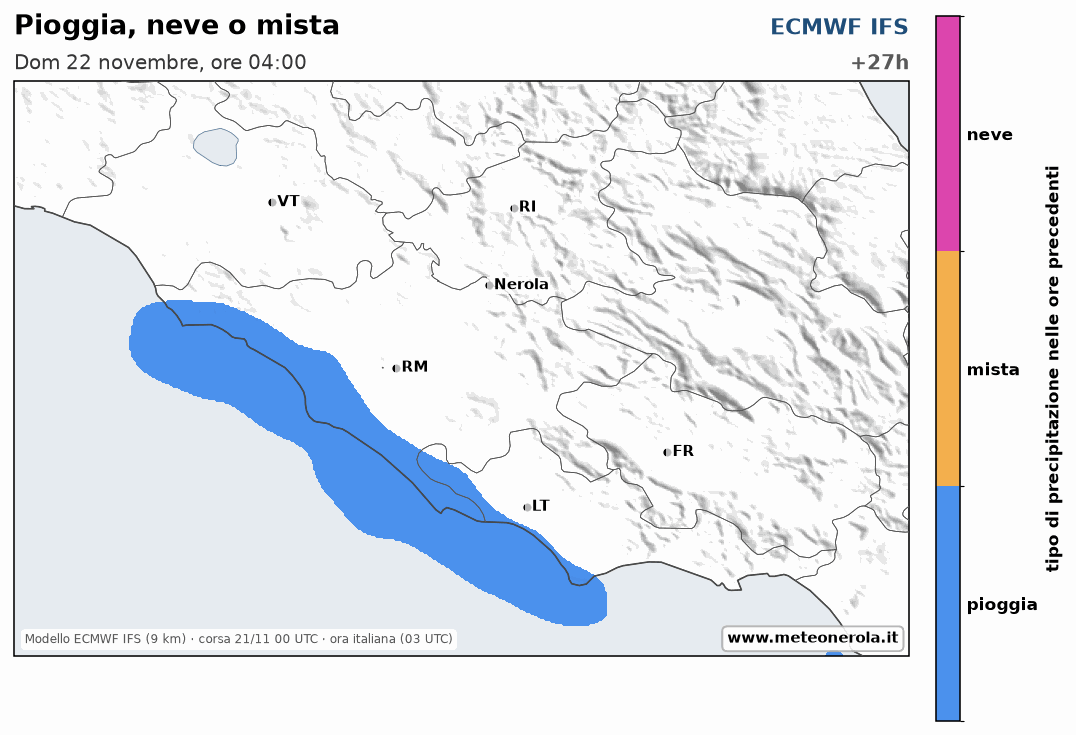 Pioggia, neve o mista
ECMWF IFS
Dom 22 novembre, ore 04:00
+27h
neve
VT
RI
Nerola
mista
RM
FR
LT
pioggia
tipo di precipitazione nelle ore precedenti
Modello ECMWF IFS (9 km) · corsa 21/11 00 UTC · ora italiana (03 UTC)
www.meteonerola.it